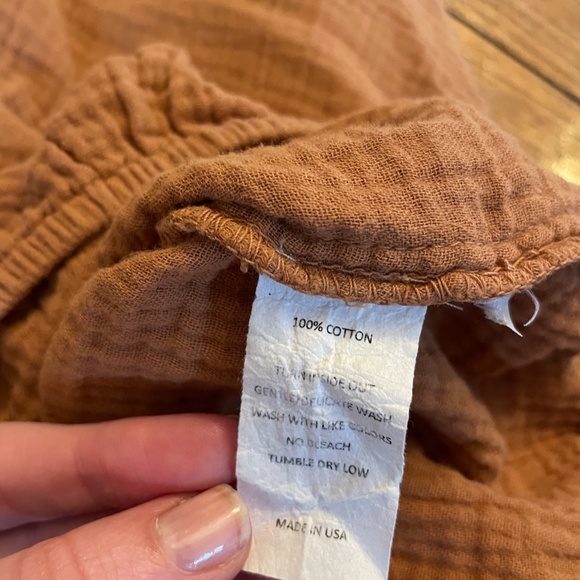 100% COTTON
TURN INSIDE OUT
GENTLE/DELICATE WASH
WASH WITH LIKE COLORS
NO BLEACH
TUMBLE DRY LOW
MADE IN USA